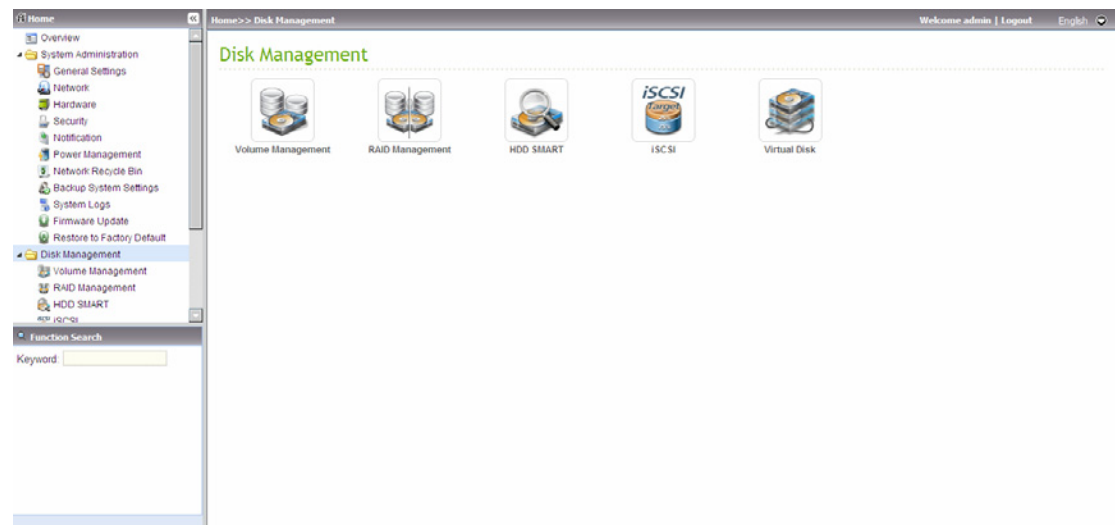 Home
Home>> Disk Management
Welcome admin | Logout
English
Overview
System Administration
General Settings
Network
Hardware
Security
Notification
Power Management
Network Recycle Bin
Backup System Settings
System Logs
Firmware Update
Restore to Factory Default
Disk Management
Volume Management
RAID Management
HDD SMART
iSCSI
Function Search
Keyword:
Disk Management
iSCSI
Target
Volume Management
RAID Management
HDD SMART
iSCSI
Virtual Disk